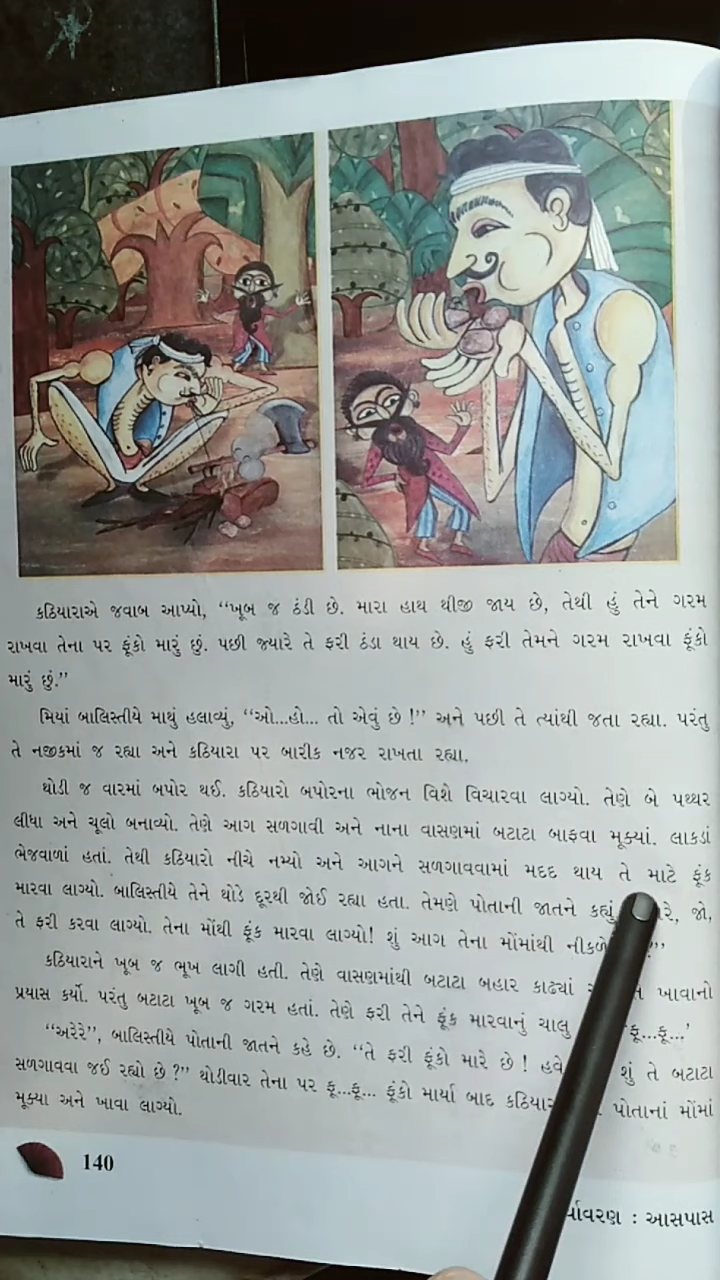 કઠિયારાએ જવાબ આપ્યો, “ખૂબ જ ઠંડી છે. મારા હાથ થીજી જાય છે, તેથી હું તેને ગરમ
રાખવા તેના પર ફૂંકો મારું છું. પછી જ્યારે તે ફરી ઠંડા થાય છે. હું ફરી તેમને ગરમ રાખવા ફૂંકો
મારું છું.”
મિયાં બાલિસ્તીયે માથું હલાવ્યું, “ઓ...હો... તો એવું છે !” અને પછી તે ત્યાંથી જતા રહ્યા. પરંતુ
તે નજીકમાં જ રહ્યા અને કઠિયારા પર બારીક નજર રાખતા રહ્યા.
થોડી જ વારમાં બપોર થઈ. કઠિયારો બપોરના ભોજન વિશે વિચારવા લાગ્યો. તેણે બે પથ્થર
લીધા અને ચૂલો બનાવ્યો. તેણે આગ સળગાવી અને નાના વાસણમાં બટાટા બાફવા મૂક્યાં. લાકડાં
ભેજવાળાં હતાં. તેથી કઠિયારો નીચે નમ્યો અને આગને સળગાવવામાં મદદ થાય તે માટે ફૂંક
મારવા લાગ્યો. બાલિસ્તીયે તેને થોડે દૂરથી જોઈ રહ્યા હતા. તેમણે પોતાની જાતને કહ્યું જો,
તે ફરી કરવા લાગ્યો. તેના મોંથી ફૂંક મારવા લાગ્યો! શું આગ તેના મોંમાંથી
કઠિયારાને ખૂબ જ ભૂખ લાગી હતી. તેણે વાસણમાંથી બટાટા બહાર કાઢ્યાં ખાવાનો
પ્રયાસ કર્યો. પરંતુ બટાટા ખૂબ જ ગરમ હતાં. તેણે ફરી તેને ફૂંક મારવાનું ચાલુ ‘ફૂ...ફૂ...’
“અરેરે”, બાલિસ્તીયે પોતાની જાતને કહે છે. “તે ફરી ફૂંકો મારે છે ! હવે શું તે બટાટા
સળગાવવા જઈ રહ્યો છે ?” થોડીવાર તેના પર ફૂ...ફૂ... ફૂંકો માર્યા બાદ પોતાનાં મોંમાં
મૂક્યા અને ખાવા લાગ્યો.
140
: આસપાસ